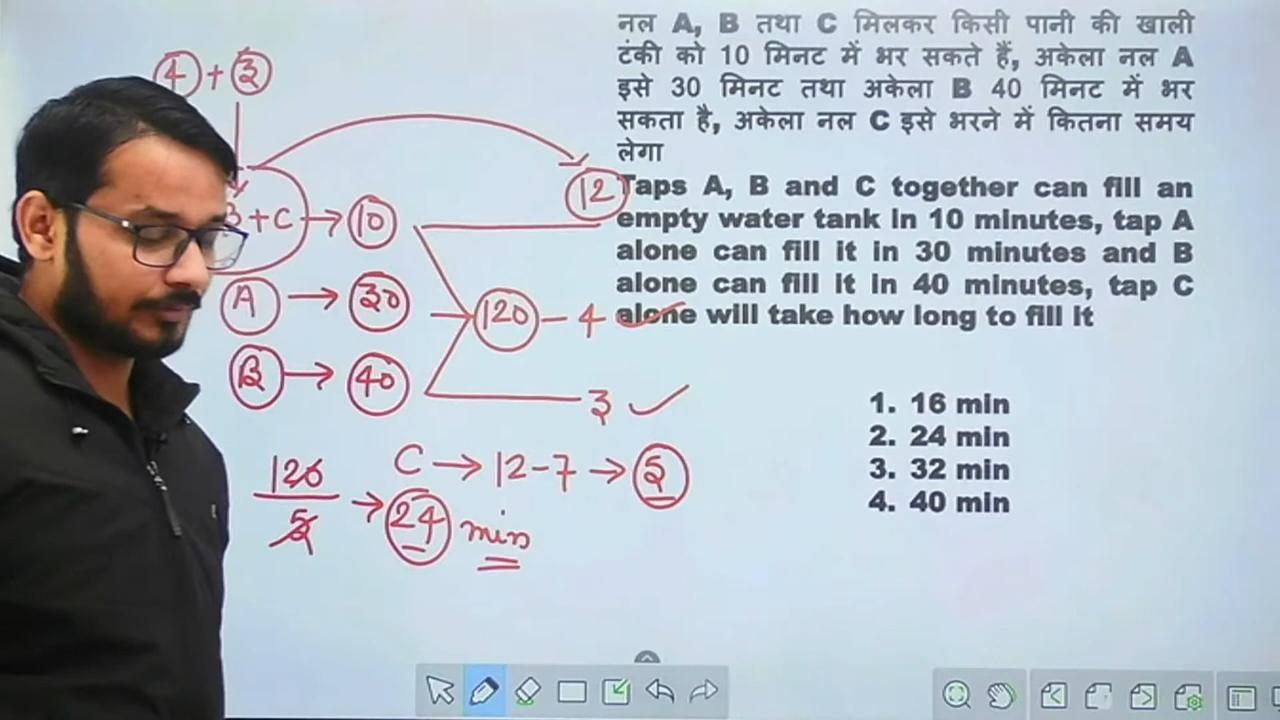 नल A, B तथा C मिलकर किसी पानी की खाली
टंकी को 10 मिनट में भर सकते हैं, अकेला नल A
इसे 30 मिनट तथा अकेला B 40 मिनट में भर
सकता है, अकेला नल C इसे भरने में कितना समय
लेगा
Taps A, B and C together can fill an
empty water tank in 10 minutes, tap A
alone can fill it in 30 minutes and B
alone can fill it in 40 minutes, tap C
alone will take how long to fill it
1. 16 min
2. 24 min
3. 32 min
4. 40 min
4 + 3
B + C → 10
12
A → 30
120 - 4
B → 40
3
C → 12-7 → 5
120
5
→ 24 min